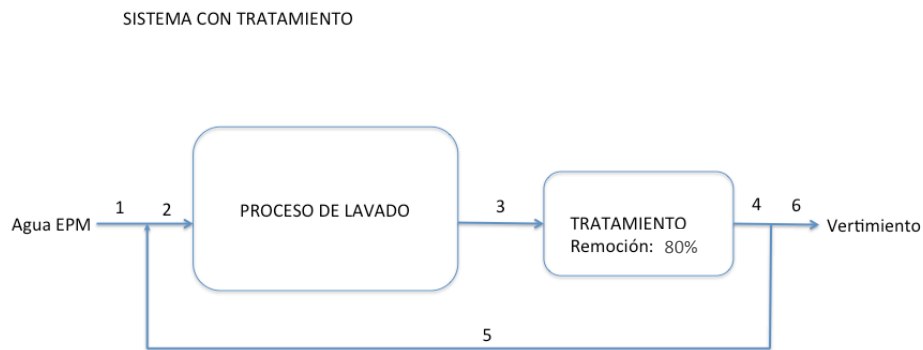 SISTEMA CON TRATAMIENTO
Agua EPM
1
2
PROCESO DE LAVADO
3
TRATAMIENTO
Remoción: 80%
4
6
Vertimiento
5